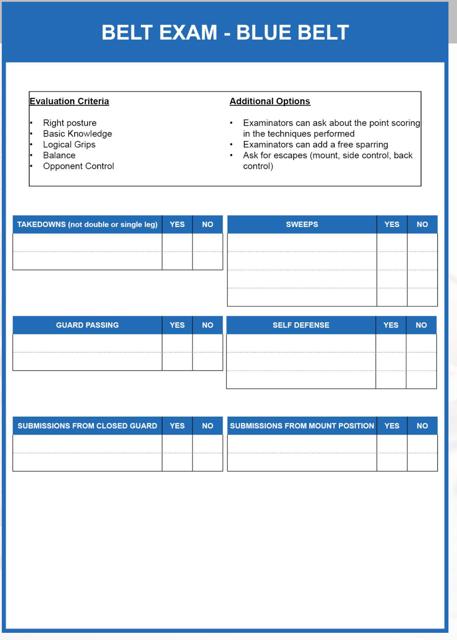 BELT EXAM - BLUE BELT
Evaluation Criteria
• Right posture
• Basic Knowledge
• Logical Grips
• Balance
• Opponent Control
Additional Options
• Examinators can ask about the point scoring
in the techniques performed
• Examinators can add a free sparring
• Ask for escapes (mount, side control, back
control)
TAKEDOWNS (not double or single leg) YES NO
SWEEPS YES NO
GUARD PASSING YES NO
SELF DEFENSE YES NO
SUBMISSIONS FROM CLOSED GUARD YES NO
SUBMISSIONS FROM MOUNT POSITION YES NO